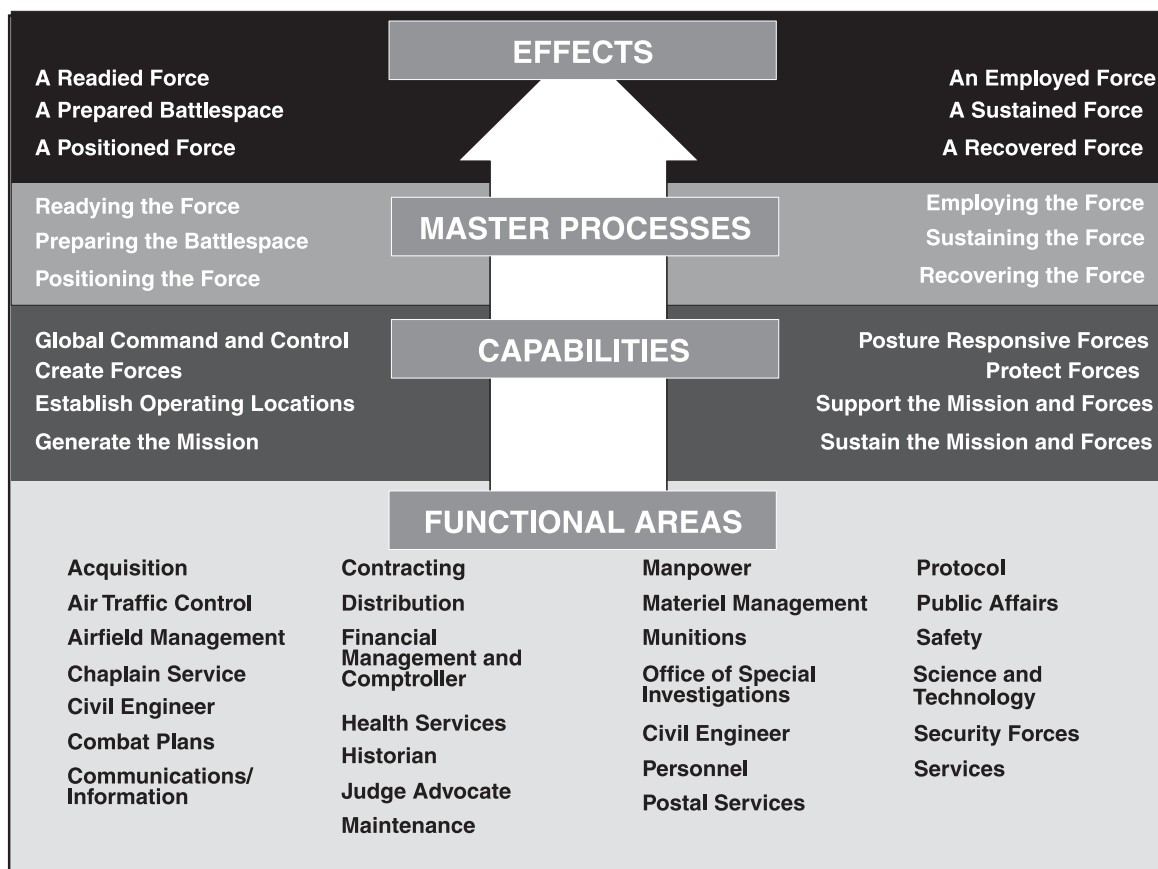 EFFECTS
A Readied Force
A Prepared Battlespace
A Positioned Force
An Employed Force
A Sustained Force
A Recovered Force
MASTER PROCESSES
Readying the Force
Preparing the Battlespace
Positioning the Force
Employing the Force
Sustaining the Force
Recovering the Force
CAPABILITIES
Global Command and Control
Create Forces
Establish Operating Locations
Generate the Mission
Posture Responsive Forces
Protect Forces
Support the Mission and Forces
Sustain the Mission and Forces
FUNCTIONAL AREAS
Acquisition
Air Traffic Control
Airfield Management
Chaplain Service
Civil Engineer
Combat Plans
Communications/
Information
Contracting
Distribution
Financial
Management and
Comptroller
Health Services
Historian
Judge Advocate
Maintenance
Manpower
Materiel Management
Munitions
Office of Special
Investigations
Civil Engineer
Personnel
Postal Services
Protocol
Public Affairs
Safety
Science and
Technology
Security Forces
Services